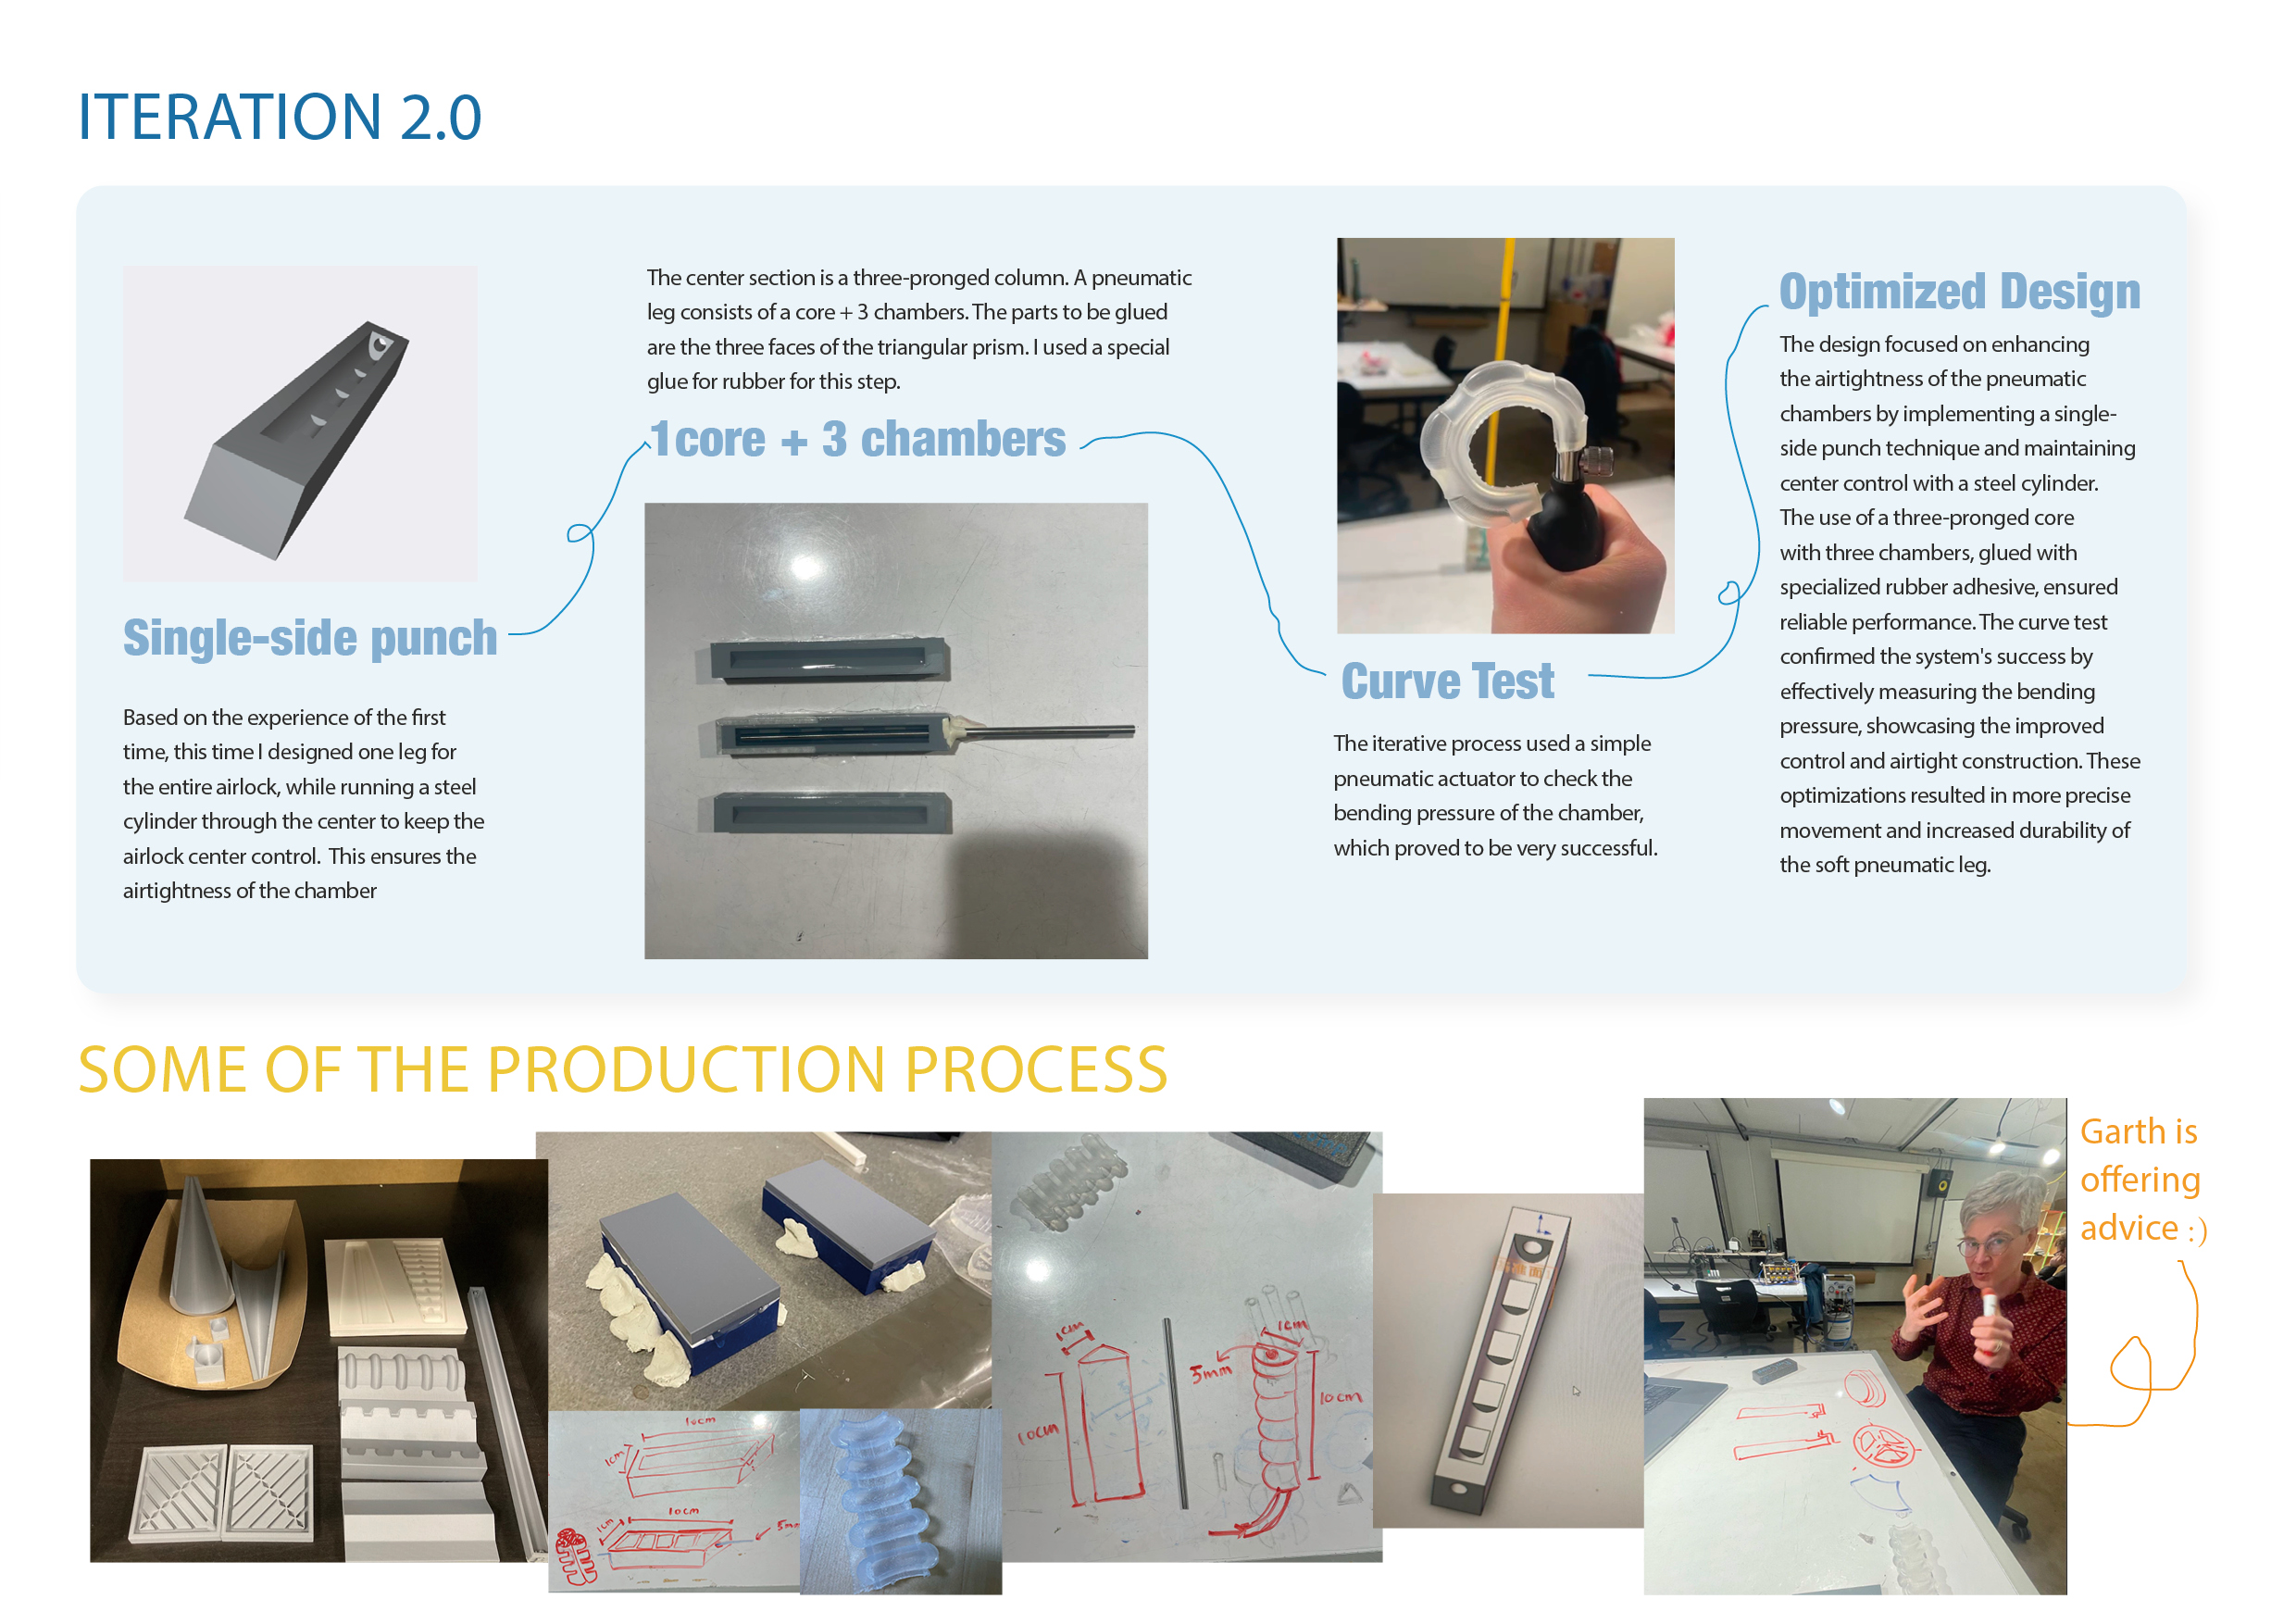 ITERATION 2.0
Single-side punch
Based on the experience of the first
time, this time I designed one leg for
the entire airlock, while running a steel
cylinder through the center to keep the
airlock center control. This ensures the
airtightness of the chamber
The center section is a three-pronged column. A pneumatic
leg consists of a core + 3 chambers. The parts to be glued
are the three faces of the triangular prism. I used a special
glue for rubber for this step.
1core + 3 chambers
Curve Test
The iterative process used a simple
pneumatic actuator to check the
bending pressure of the chamber,
which proved to be very successful.
Optimized Design
The design focused on enhancing
the airtightness of the pneumatic
chambers by implementing a single-
side punch technique and maintaining
center control with a steel cylinder.
The use of a three-pronged core
with three chambers, glued with
specialized rubber adhesive, ensured
reliable performance. The curve test
confirmed the system's success by
effectively measuring the bending
pressure, showcasing the improved
control and airtight construction. These
optimizations resulted in more precise
movement and increased durability of
the soft pneumatic leg.
SOME OF THE PRODUCTION PROCESS
10cm
1cm
10cm
1cm
5mm
1cm
10cm
1cm
5mm
10cm
Garth is
offering
advice :)